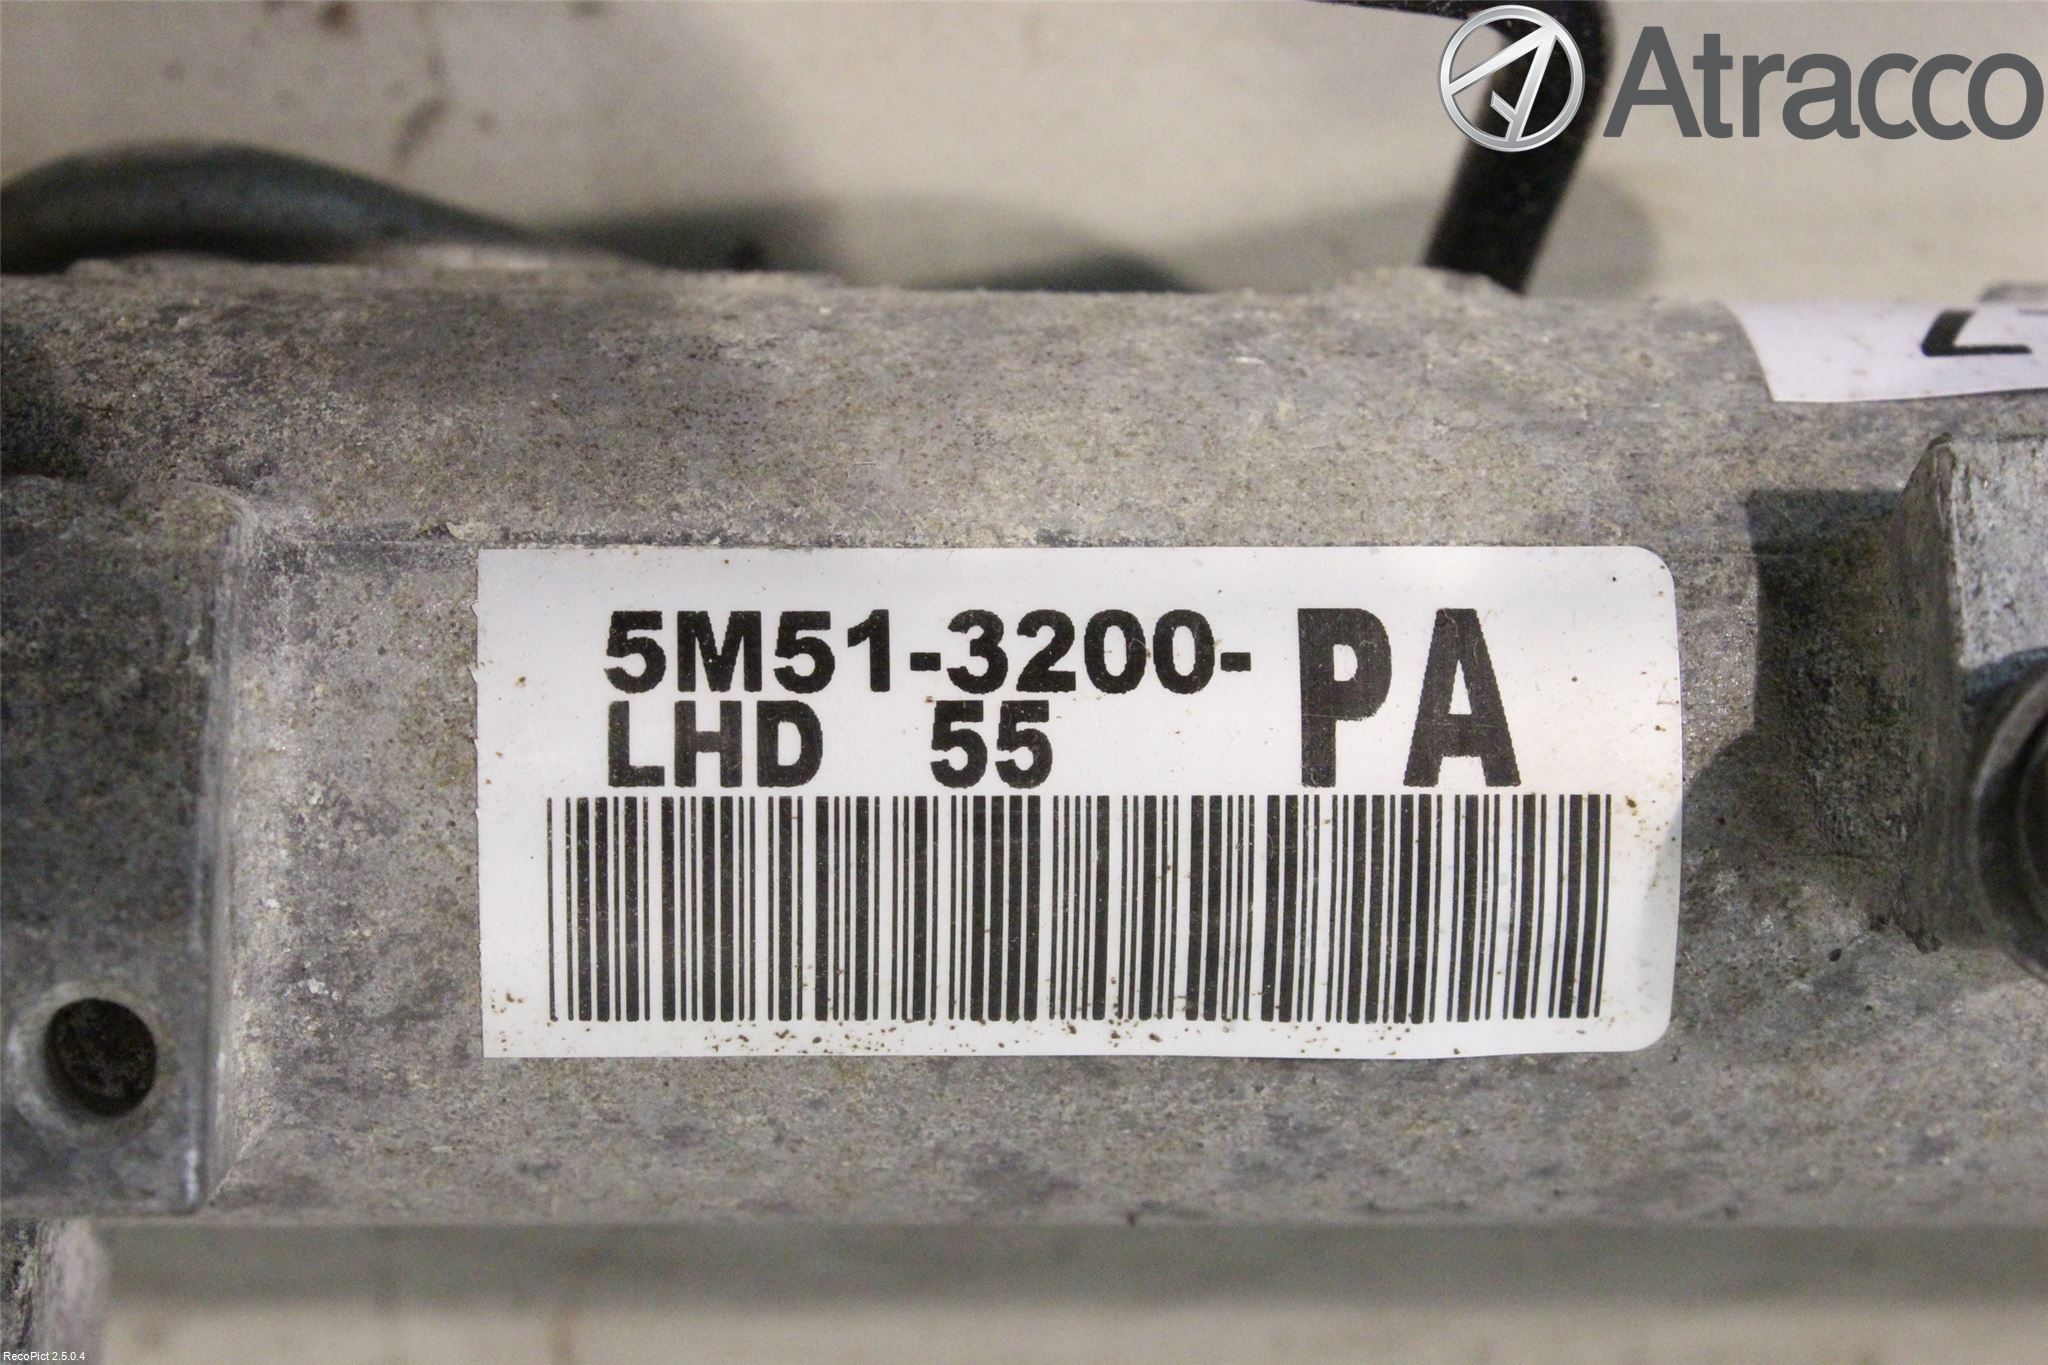 Atracco
5M51-3200-PA
LHD 55
RecoPict 2.5.0.4